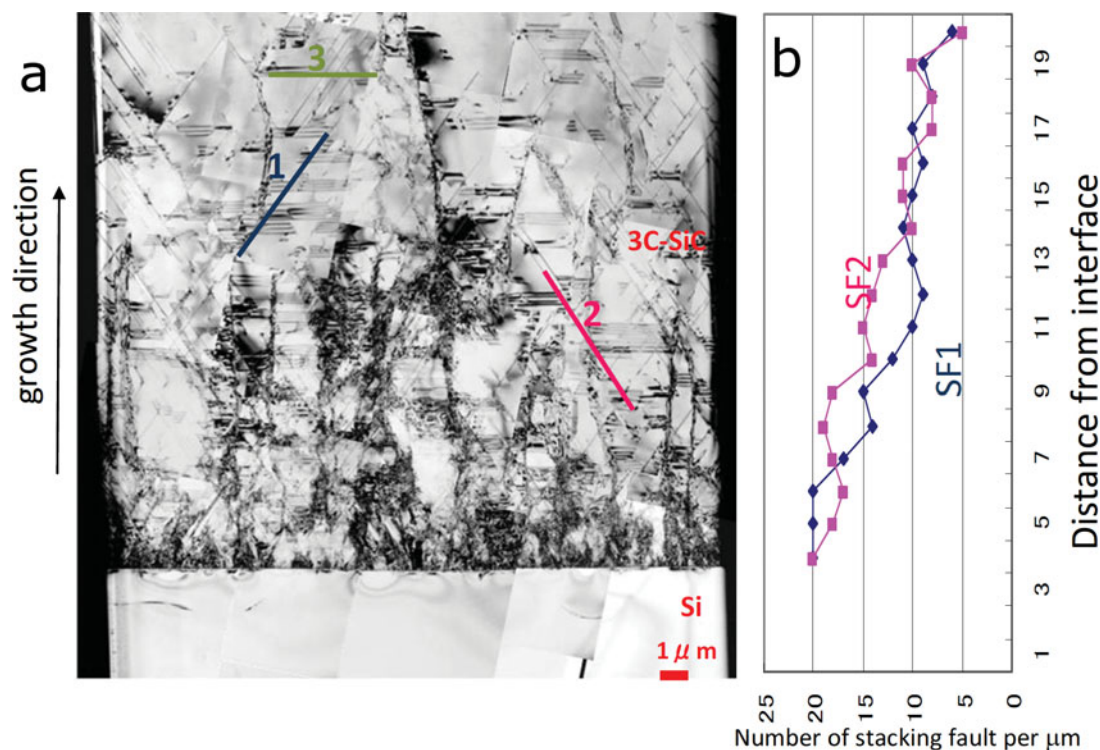 a
growth direction
3
1
2
3C-SiC
Si
1 μ m
b
SF2
SF1
19
17
15
13
11
9
7
5
3
1
Distance from interface
25 20 15 10 5 0
Number of stacking fault per μm